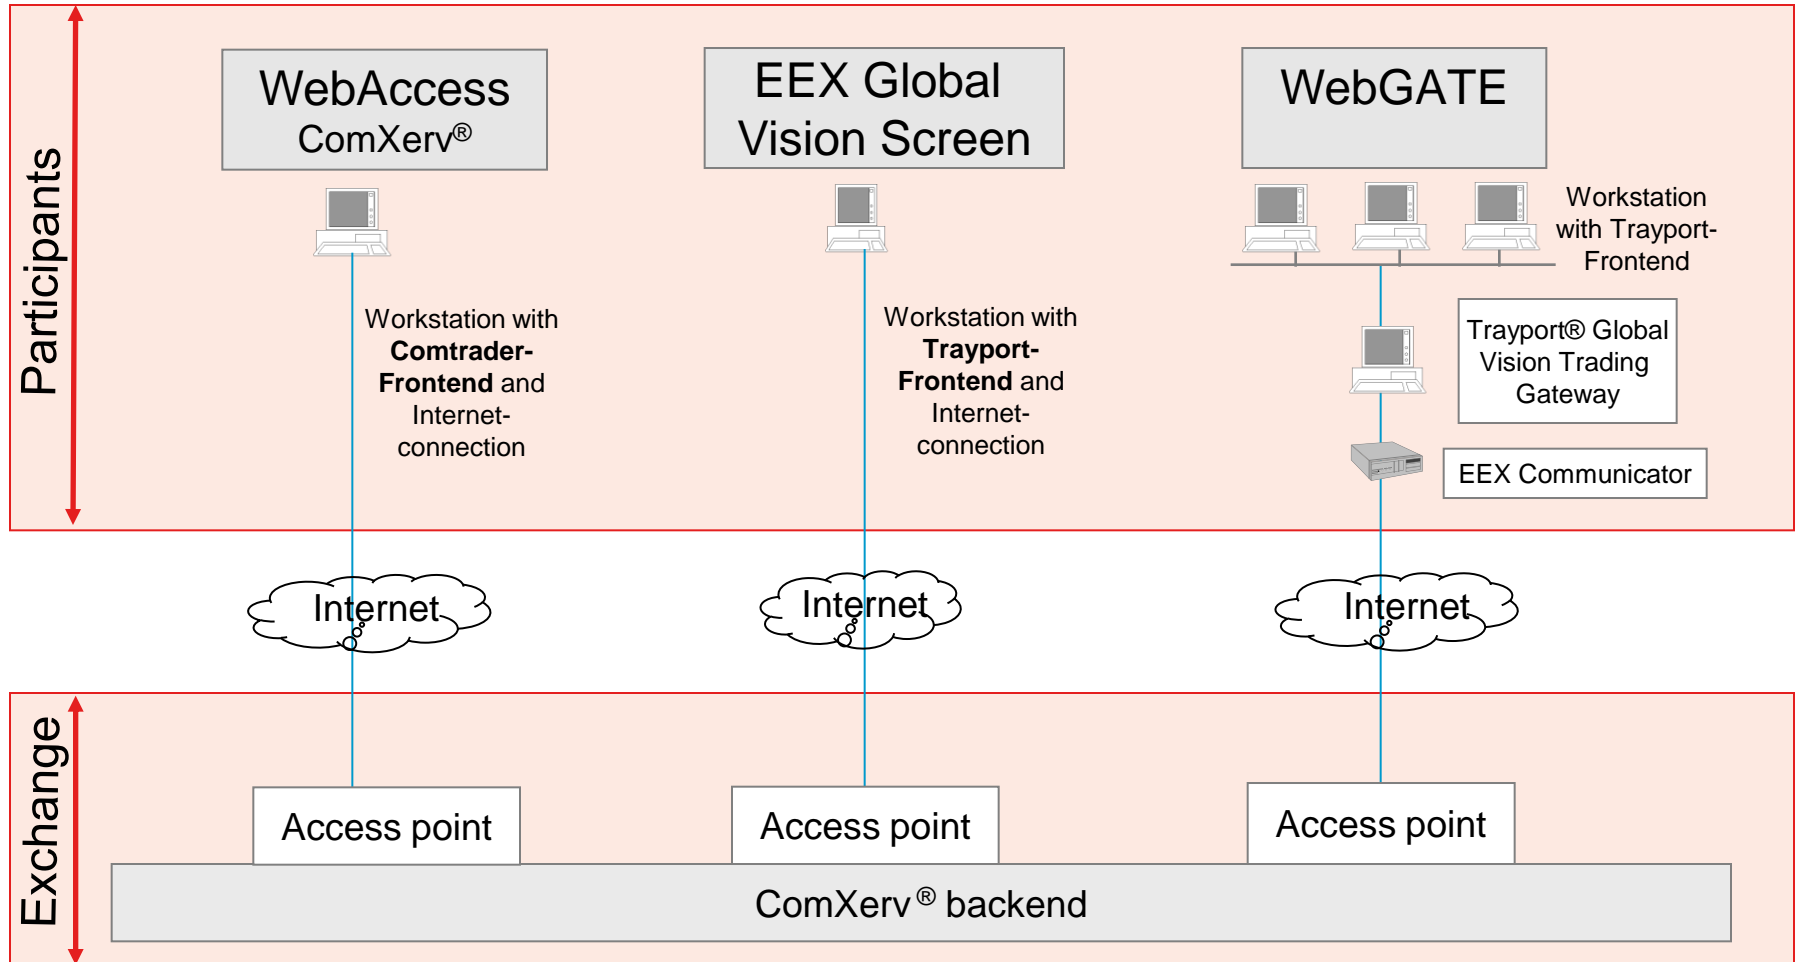 Participants
WebAccess
ComXerv®
EEX Global
Vision Screen
WebGATE
Workstation
with Trayport-
Frontend
Workstation with
Comtrader-
Frontend and
Internet-
connection
Workstation with
Trayport-
Frontend and
Internet-
connection
Trayport® Global
Vision Trading
Gateway
EEX Communicator
Internet
Internet
Internet
Exchange
Access point
Access point
Access point
ComXerv® backend